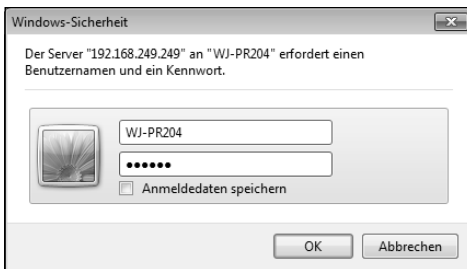 Windows-Sicherheit
Der Server "192.168.249.249" an "WJ-PR204" erfordert einen
Benutzernamen und ein Kennwort.
WJ-PR204
••••••
Anmeldedaten speichern
OK Abbrechen